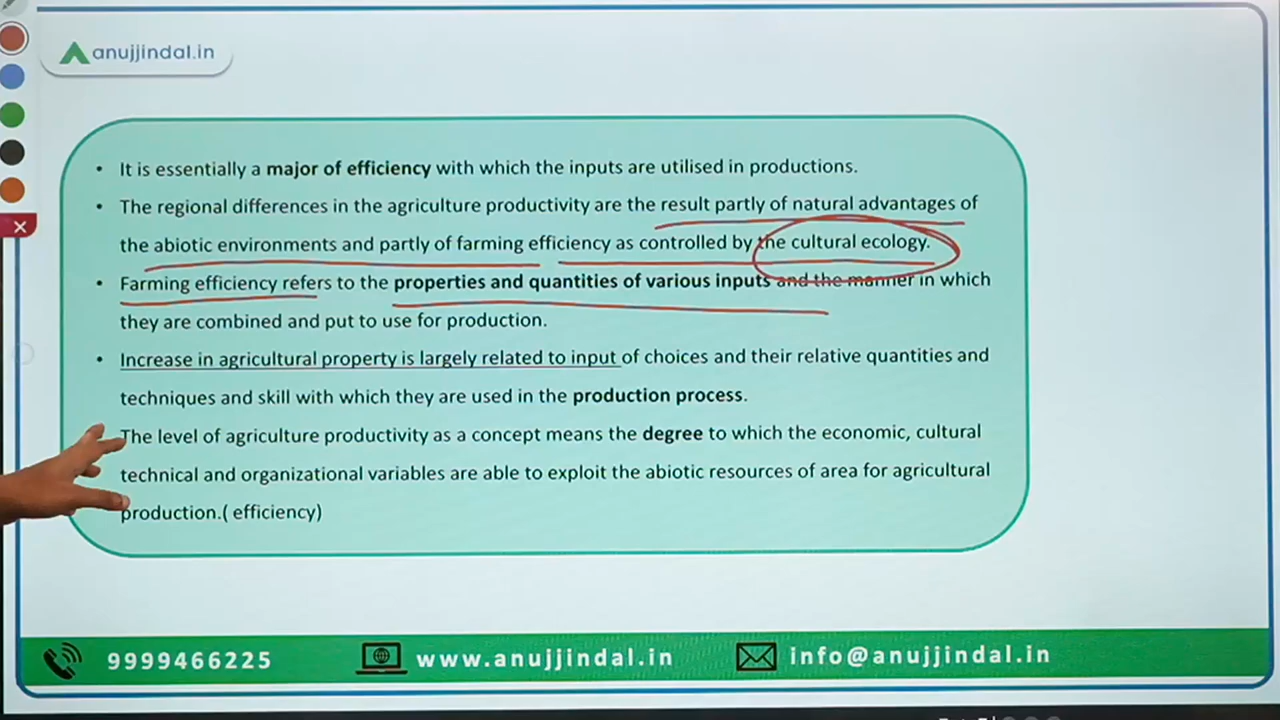 anujjindal.in
• It is essentially a major of efficiency with which the inputs are utilised in productions.
• The regional differences in the agriculture productivity are the result partly of natural advantages of
the abiotic environments and partly of farming efficiency as controlled by the cultural ecology.
• Farming efficiency refers to the properties and quantities of various inputs and the manner in which
they are combined and put to use for production.
• Increase in agricultural property is largely related to input of choices and their relative quantities and
techniques and skill with which they are used in the production process.
The level of agriculture productivity as a concept means the degree to which the economic, cultural
technical and organizational variables are able to exploit the abiotic resources of area for agricultural
production.( efficiency)
9999466225 www.anujjindal.in info@anujjindal.in